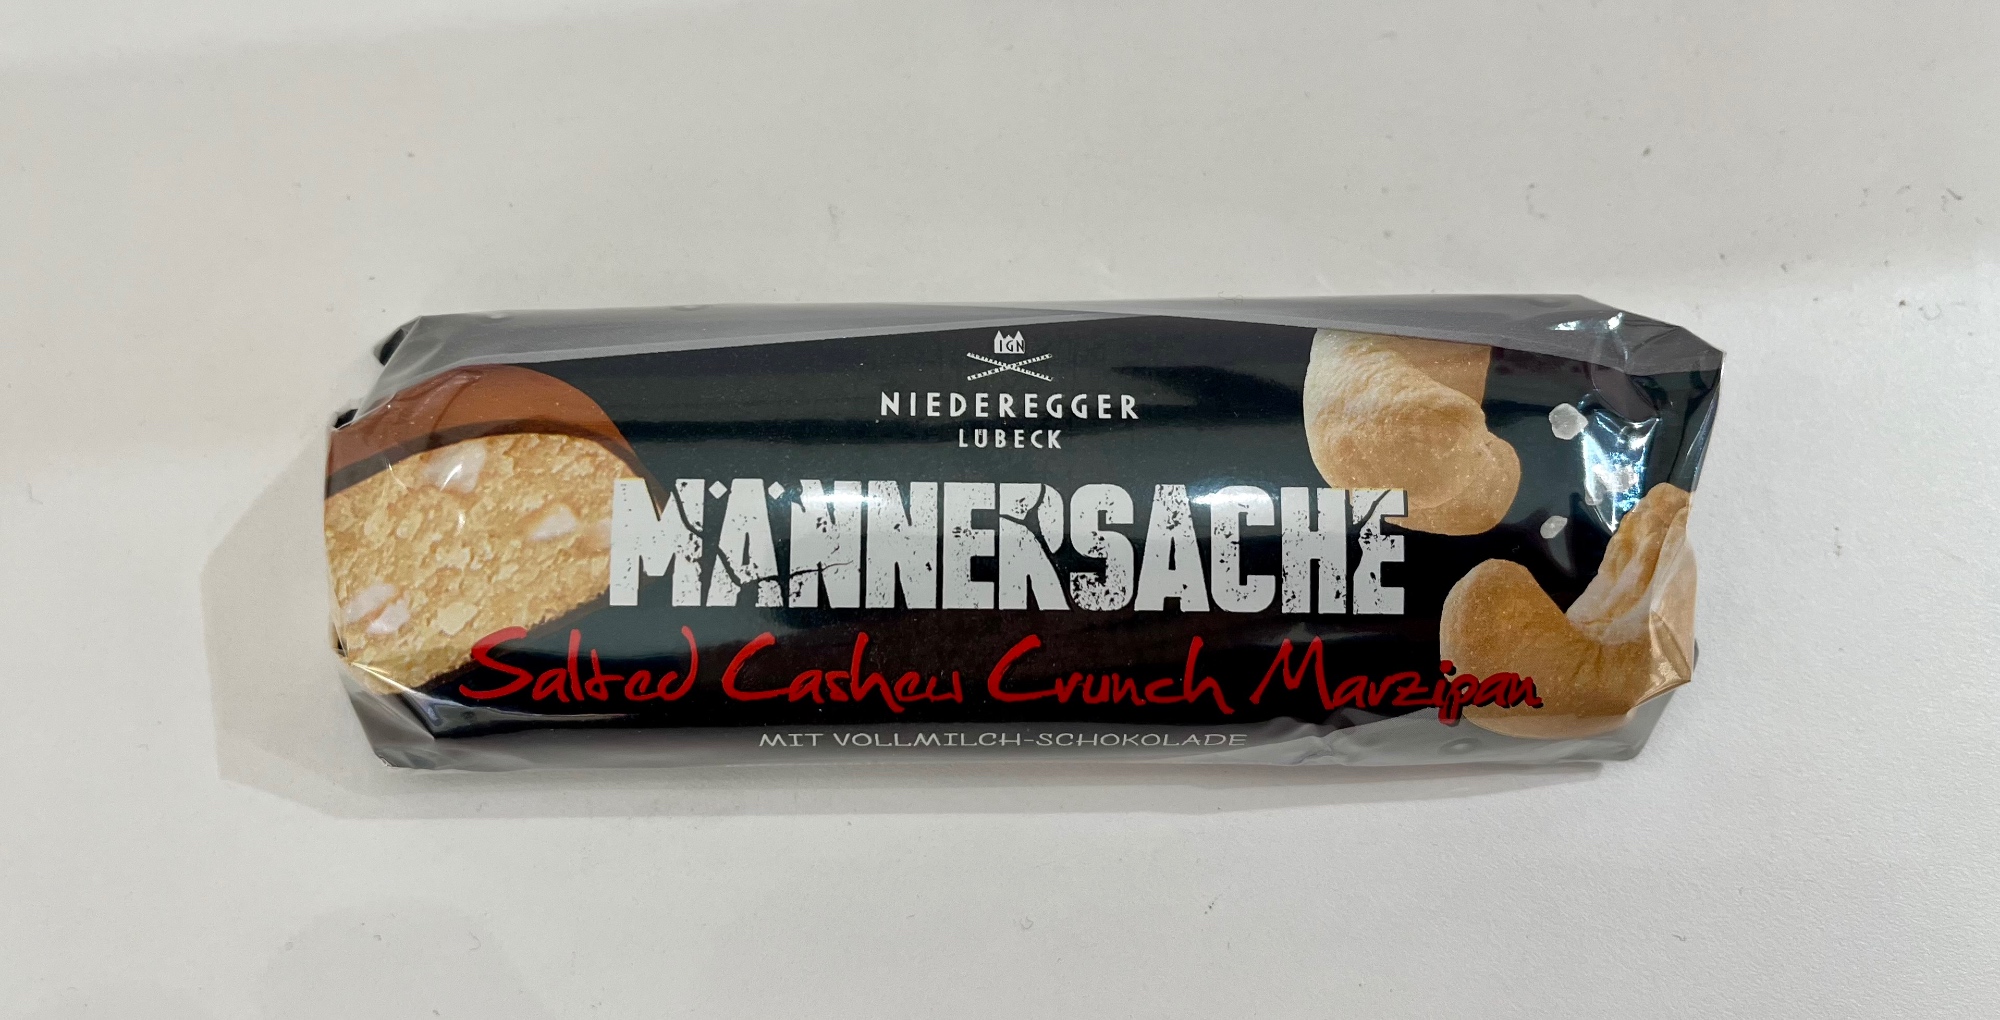 IGN
NIEDEREGGER
LÜBECK
MÄNNERSACHE
Salted Cashew Crunch Marzipan
MIT VOLLMILCH-SCHOKOLADE